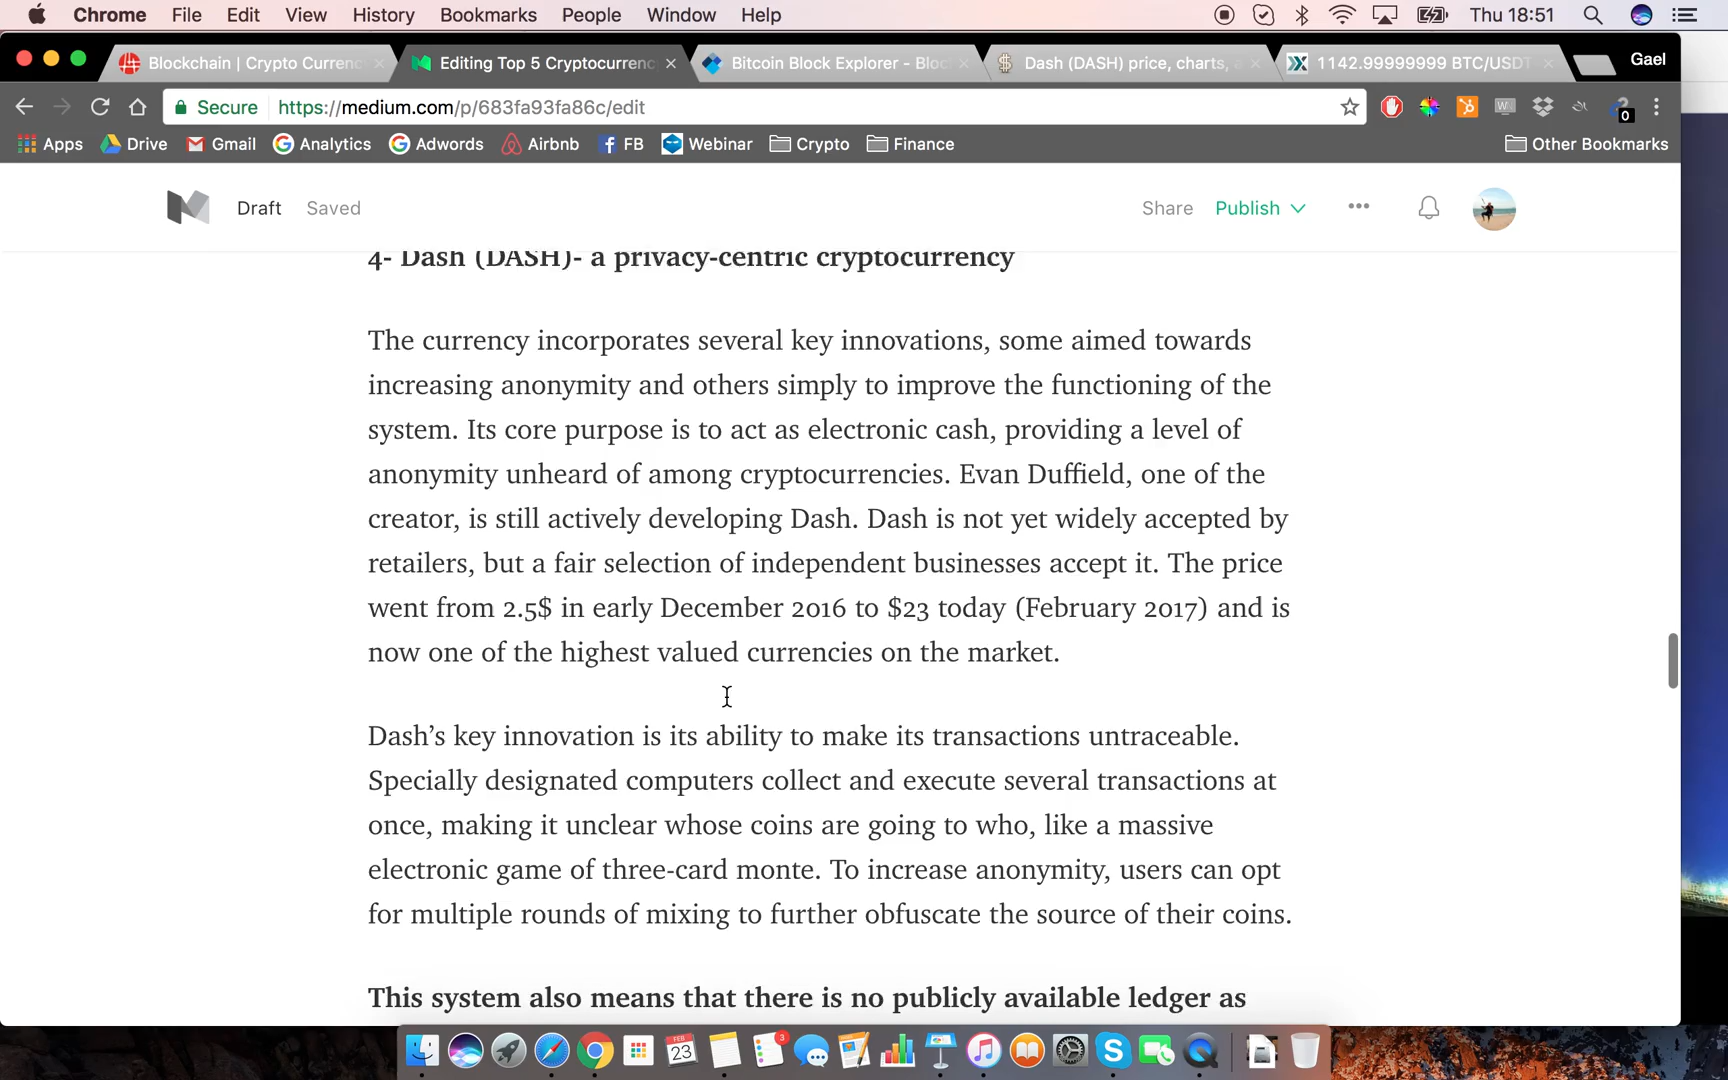 Chrome File Edit View History Bookmarks People Window Help Thu 18:51
Blockchain | Crypto Curren Editing Top 5 Cryptocurrenc Bitcoin Block Explorer - Bloc Dash (DASH) price, charts, 1142.99999999 BTC/USDT Gael
Secure https://medium.com/p/683fa93fa86c/edit 0
Apps Drive Gmail Analytics Adwords Airbnb FB Webinar Crypto Finance Other Bookmarks
Draft Saved Share Publish
4- Dash (DASH)- a privacy-centric cryptocurrency
The currency incorporates several key innovations, some aimed towards
increasing anonymity and others simply to improve the functioning of the
system. Its core purpose is to act as electronic cash, providing a level of
anonymity unheard of among cryptocurrencies. Evan Duffield, one of the
creator, is still actively developing Dash. Dash is not yet widely accepted by
retailers, but a fair selection of independent businesses accept it. The price
went from 2.5$ in early December 2016 to $23 today (February 2017) and is
now one of the highest valued currencies on the market.
Dash’s key innovation is its ability to make its transactions untraceable.
Specially designated computers collect and execute several transactions at
once, making it unclear whose coins are going to who, like a massive
electronic game of three-card monte. To increase anonymity, users can opt
for multiple rounds of mixing to further obfuscate the source of their coins.
This system also means that there is no publicly available ledger as
FEB 23 3